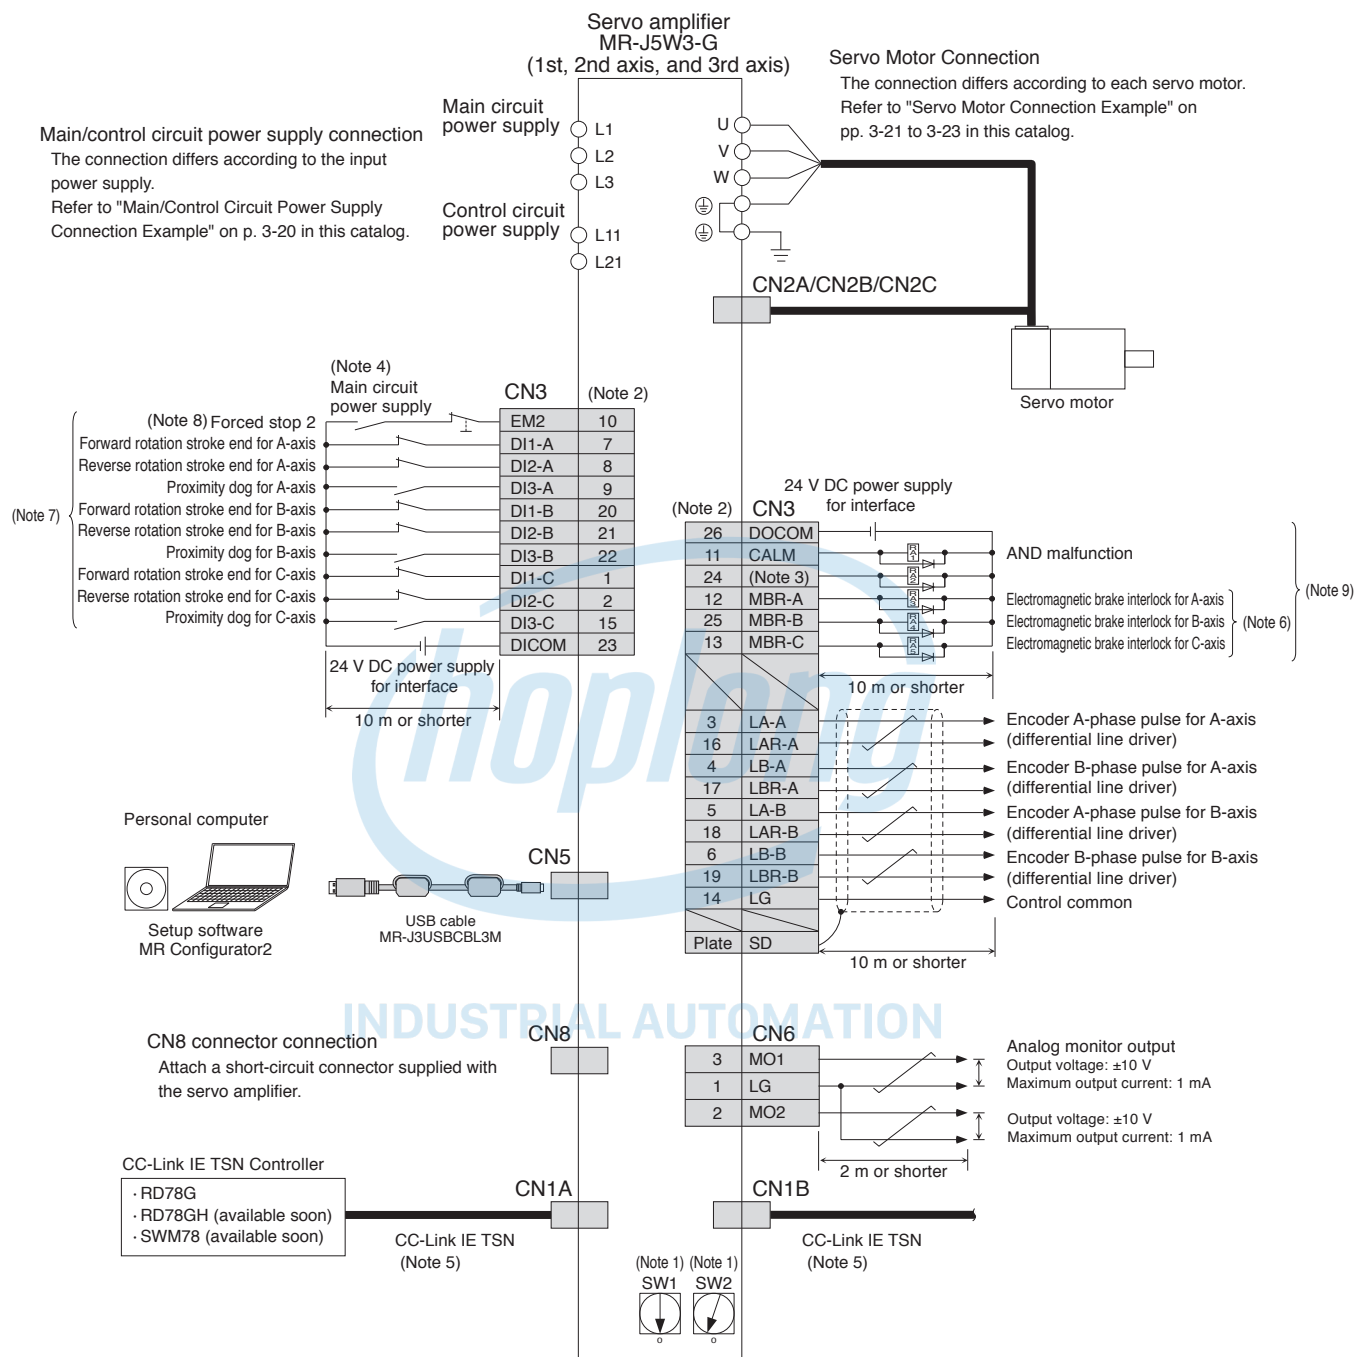 Servo amplifier
MR-J5W3-G
(1st, 2nd axis, and 3rd axis)
Servo Motor Connection
The connection differs according to each servo motor.
Refer to "Servo Motor Connection Example" on
pp. 3-21 to 3-23 in this catalog.
Main/control circuit power supply connection
The connection differs according to the input
power supply.
Refer to "Main/Control Circuit Power Supply
Connection Example" on p. 3-20 in this catalog.
Main circuit
power supply
L1
L2
L3
Control circuit
power supply
L11
L21
U
V
W
CN2A/CN2B/CN2C
Servo motor
(Note 4)
Main circuit
power supply
CN3
(Note 2)
(Note 8) Forced stop 2
EM2 10
Forward rotation stroke end for A-axis
DI1-A 7
Reverse rotation stroke end for A-axis
DI2-A 8
Proximity dog for A-axis
DI3-A 9
(Note 7)
Forward rotation stroke end for B-axis
DI1-B 20
Reverse rotation stroke end for B-axis
DI2-B 21
Proximity dog for B-axis
DI3-B 22
Forward rotation stroke end for C-axis
DI1-C 1
Reverse rotation stroke end for C-axis
DI2-C 2
Proximity dog for C-axis
DI3-C 15
DICOM 23
24 V DC power supply
for interface
10 m or shorter
24 V DC power supply
for interface
(Note 2)
CN3
26 DOCOM
11 CALM RA1 AND malfunction
24 (Note 3) RA2
12 MBR-A RA3 Electromagnetic brake interlock for A-axis
25 MBR-B RA4 Electromagnetic brake interlock for B-axis
13 MBR-C RA5 Electromagnetic brake interlock for C-axis
(Note 6)
(Note 9)
10 m or shorter
3 LA-A
16 LAR-A
Encoder A-phase pulse for A-axis
(differential line driver)
4 LB-A
17 LBR-A
Encoder B-phase pulse for A-axis
(differential line driver)
5 LA-B
18 LAR-B
Encoder A-phase pulse for B-axis
(differential line driver)
6 LB-B
19 LBR-B
Encoder B-phase pulse for B-axis
(differential line driver)
14 LG
Control common
Plate SD
10 m or shorter
hoplong
INDUSTRIAL AUTOMATION
Personal computer
Setup software
MR Configurator2
USB cable
MR-J3USBCBL3M
CN5
CN8 connector connection
Attach a short-circuit connector supplied with
the servo amplifier.
CN8
CN6
3 MO1
1 LG
2 MO2
Analog monitor output
Output voltage: ±10 V
Maximum output current: 1 mA
Output voltage: ±10 V
Maximum output current: 1 mA
2 m or shorter
CC-Link IE TSN Controller
· RD78G
· RD78GH (available soon)
· SWM78 (available soon)
CN1A
CC-Link IE TSN
(Note 5)
CN1B
CC-Link IE TSN
(Note 5)
(Note 1) (Note 1)
SW1 SW2
0 0